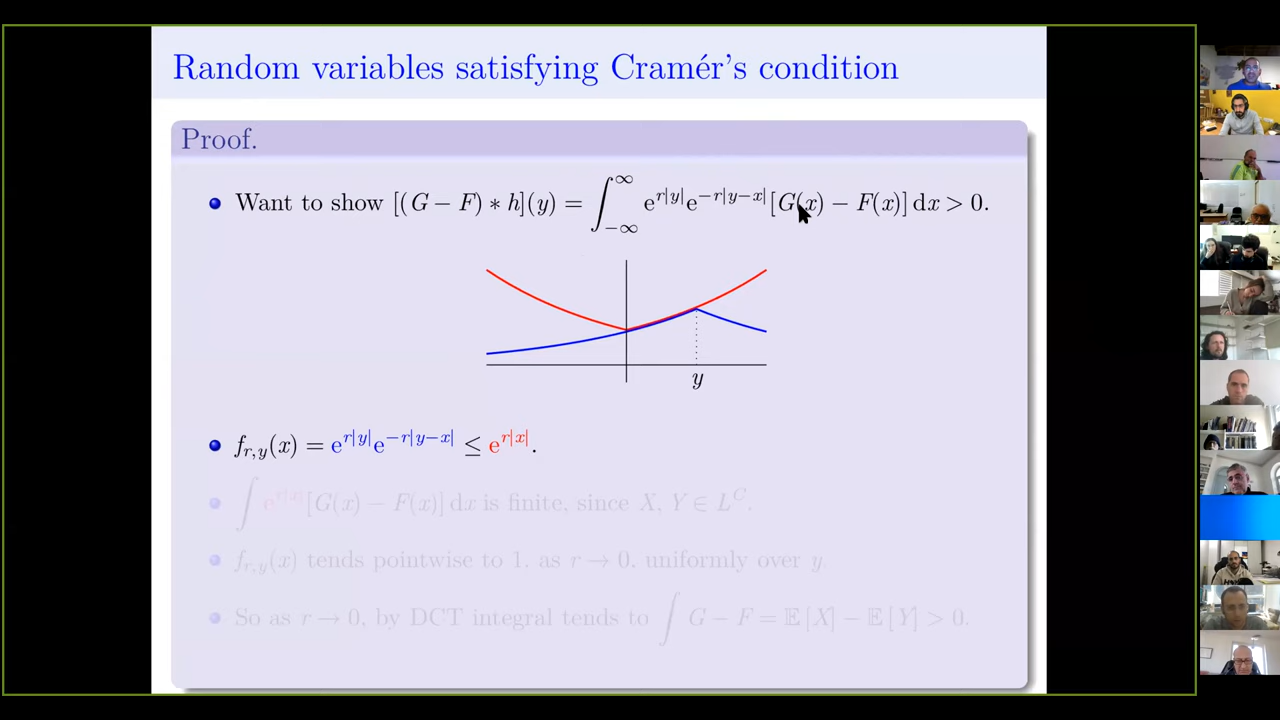 Random variables satisfying Cramér's condition
Proof.
Want to show [(G − F) ∗ h](y) = ∫_{−∞}^{∞} e^{r|y|}e^{−r|y−x|}[G(x) − F(x)] dx > 0.
y
f_{r,y}(x) = e^{r|y|}e^{−r|y−x|} ≤ e^{r|x|}.
∫ e^{r|x|}[G(x) − F(x)] dx is finite, since X, Y ∈ L^C.
f_{r,y}(x) tends pointwise to 1, as r → 0, uniformly over y.
So as r → 0, by DCT integral tends to ∫ G − F = 𝔼[X] − 𝔼[Y] > 0.